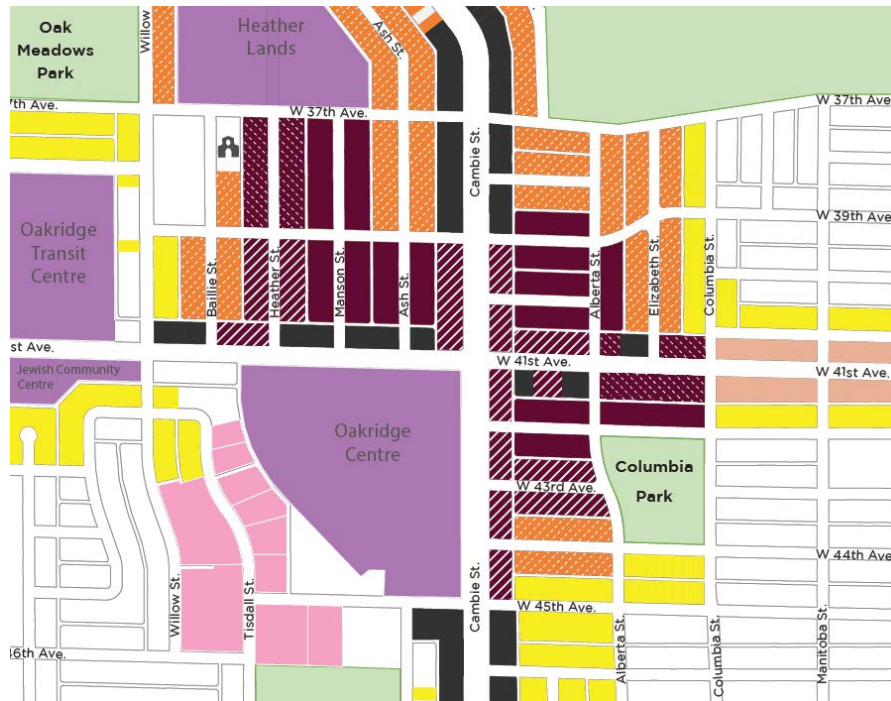 Oak
Meadows
Park
Willow
Heather
Lands
Ash St.
7th Ave.
W 37th Ave.
W 37th Ave.
Cambie St.
Oakridge
Transit
Centre
Baillie St.
Heather St.
Manson St.
Ash St.
Alberta St.
Elizabeth St.
Columbia St.
W 39th Ave.
st Ave.
W 41st Ave.
W 41st Ave.
Jewish Community
Centre
Oakridge
Centre
Columbia
Park
W 43rd Ave.
W 44th Ave.
Willow St.
Tisdall St.
Cambie St.
W 45th Ave.
Alberta St.
Columbia St.
Manitoba St.
46th Ave.